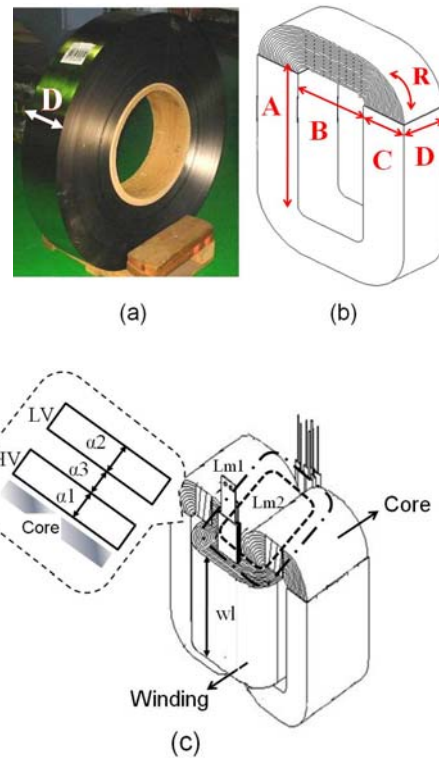 D
(a)
A
B
C
D
R
(b)
LV
HV
α2
α3
α1
Core
Lm1
Lm2
Core
wl
Winding
(c)